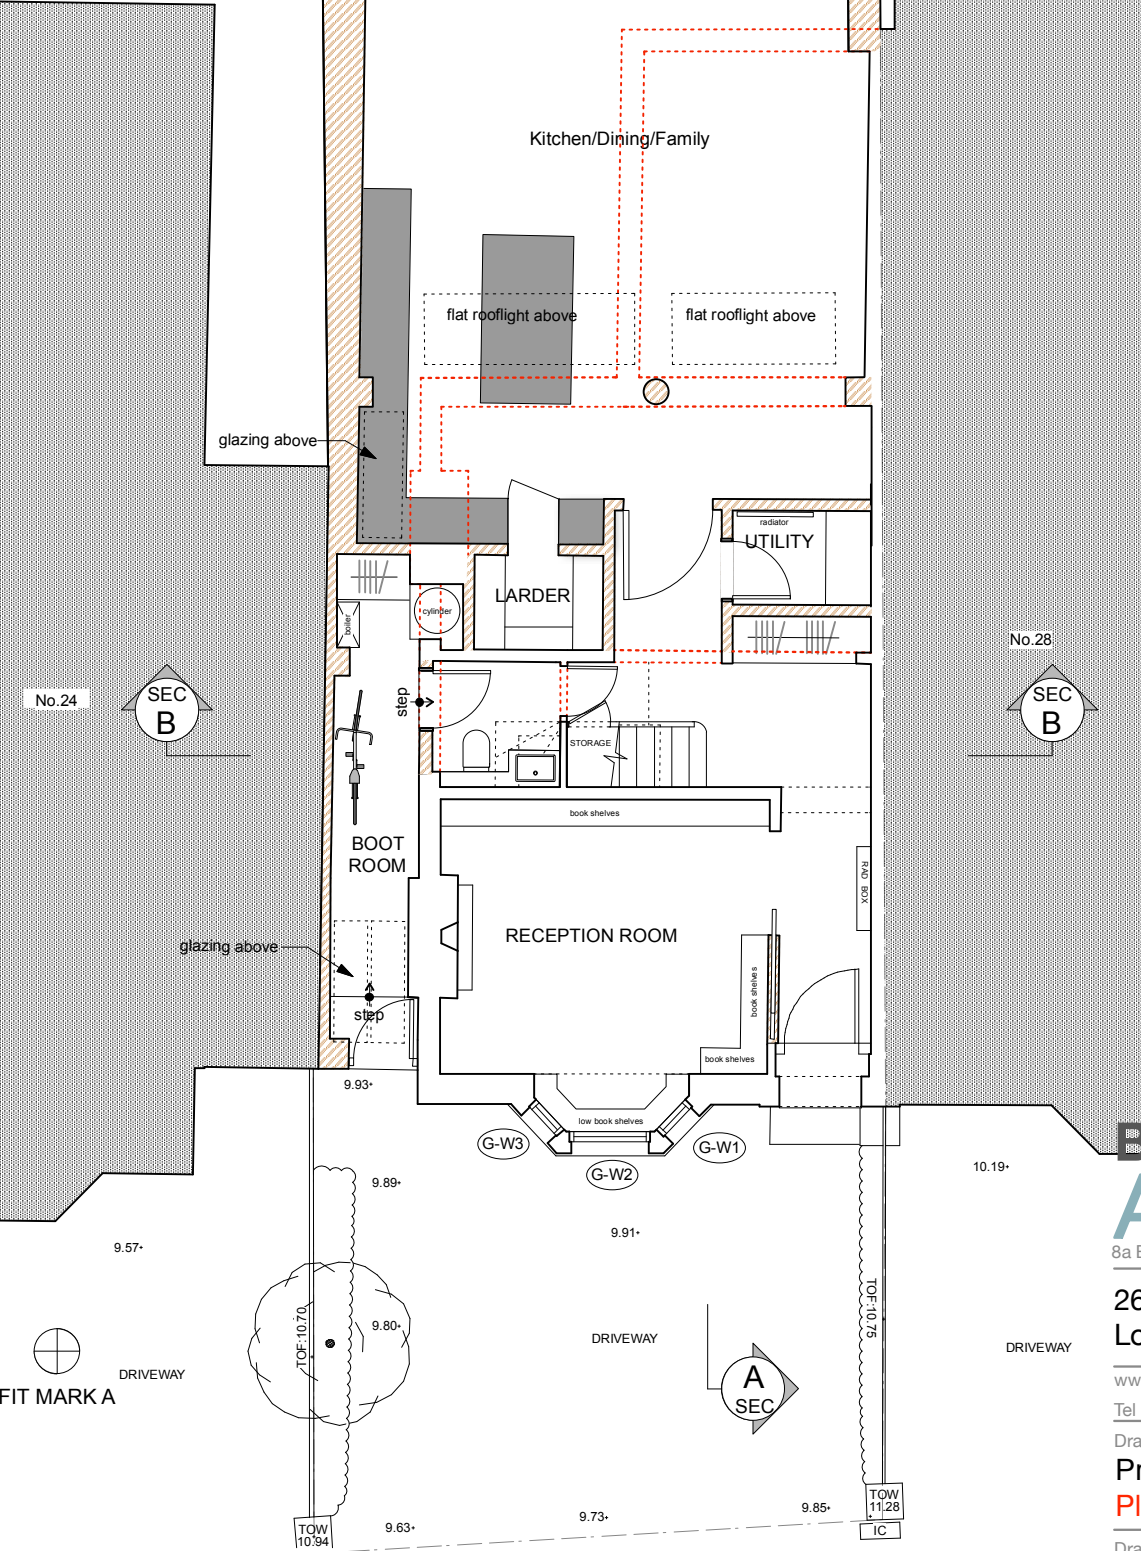 Kitchen/Dining/Family
flat rooflight above
flat rooflight above
glazing above
radiator
UTILITY
LARDER
cylinder
boiler
No.28
No.24
SEC
B
SEC
B
step
STORAGE
book shelves
BOOT
ROOM
RAD BOX
RECEPTION ROOM
glazing above
book shelves
step
book shelves
9.93
low book shelves
G-W3
G-W1
G-W2
10.19
9.89
9.91
9.57
8a
TOF:10.70
TOF:10.75
26
9.80
DRIVEWAY
DRIVEWAY
DRIVEWAY
FIT MARK A
A
SEC
Tel
TOW
11.28
9.85
9.73
9.63
TOW
10.94
IC